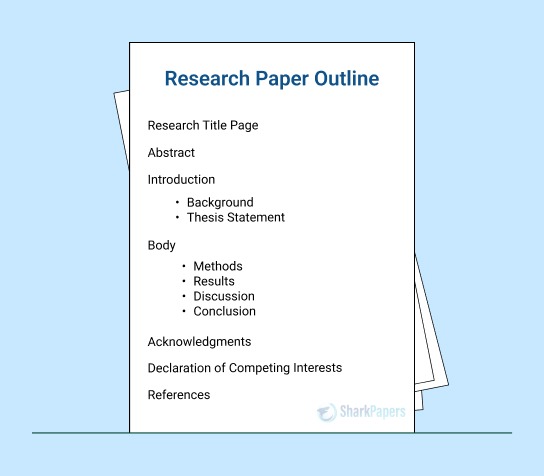 Research Paper Outline
Research Title Page
Abstract
Introduction
• Background
• Thesis Statement
Body
• Methods
• Results
• Discussion
• Conclusion
Acknowledgments
Declaration of Competing Interests
References
SharkPapers